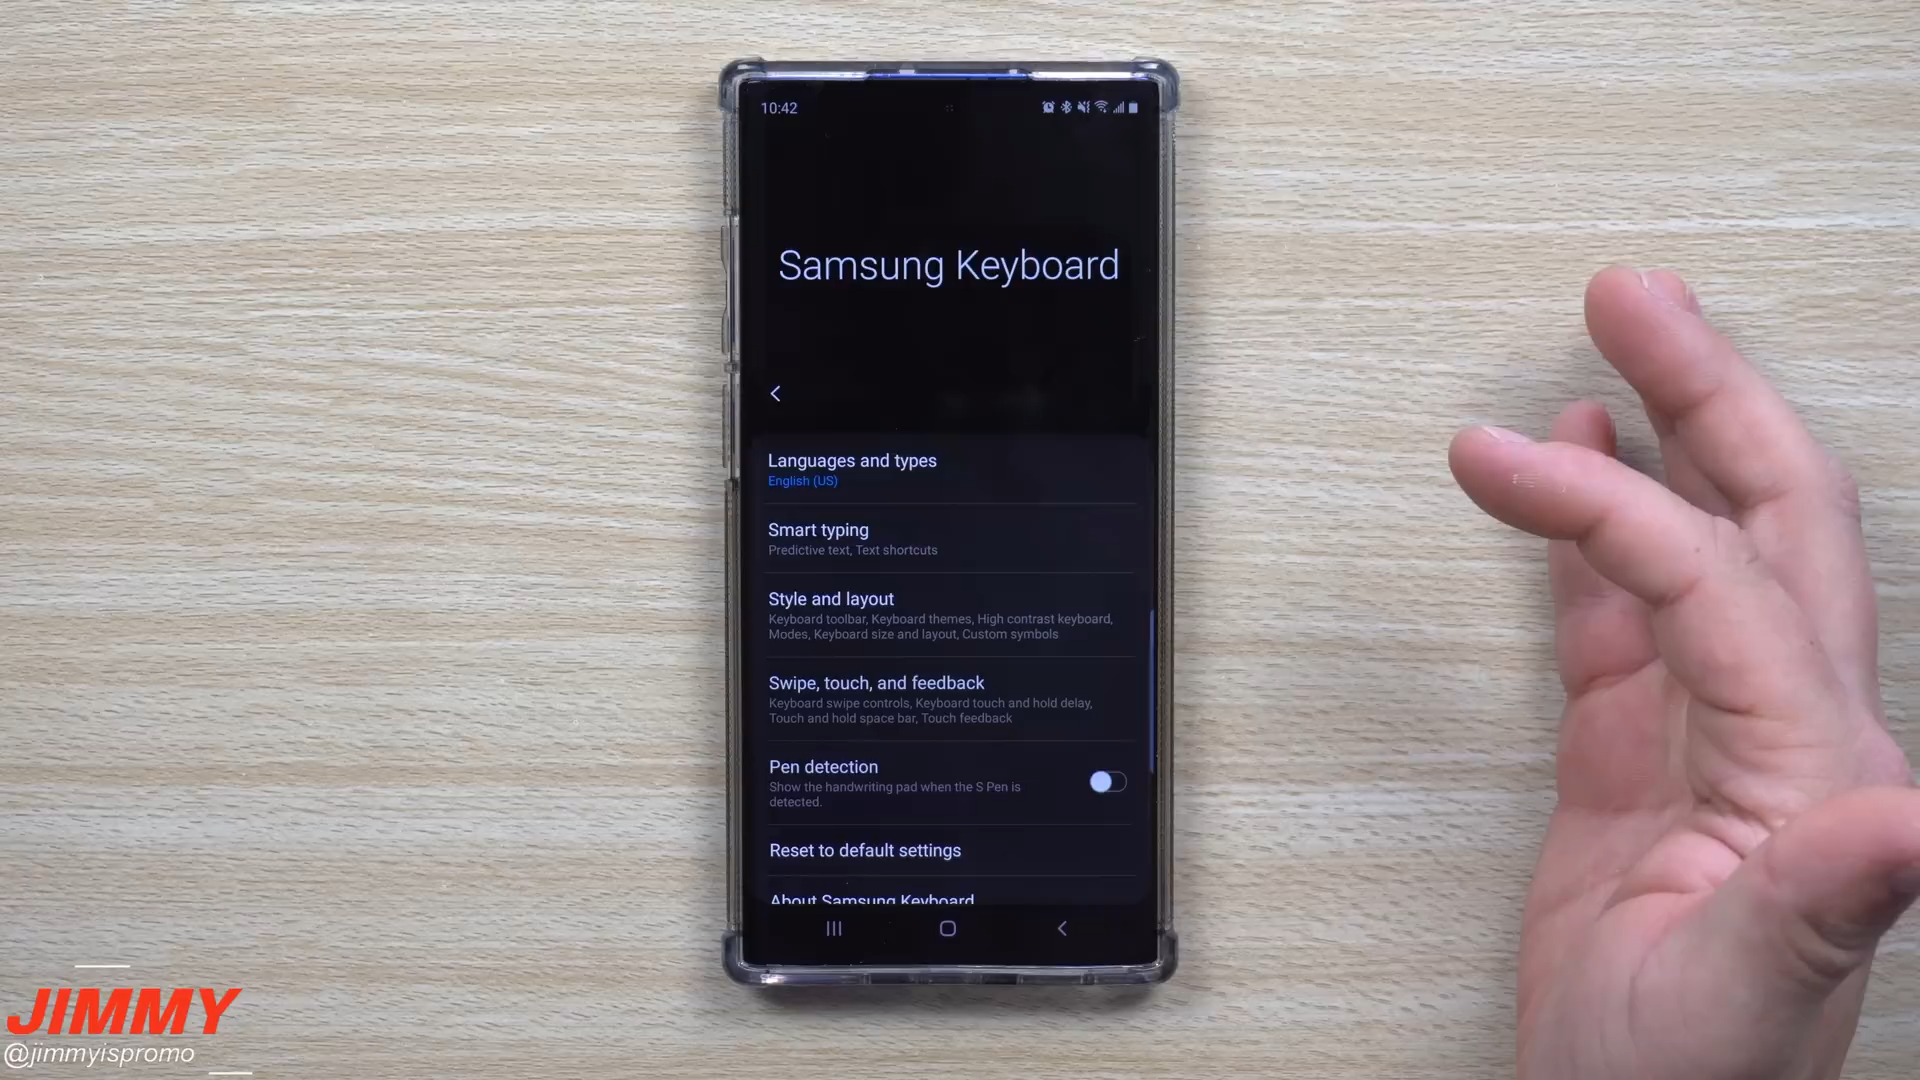 10:42
Samsung Keyboard
Languages and types
English (US)
Smart typing
Predictive text, Text shortcuts
Style and layout
Keyboard toolbar, Keyboard themes, High contrast keyboard,
Modes, Keyboard size and layout, Custom symbols
Swipe, touch, and feedback
Keyboard swipe controls, Keyboard touch and hold delay,
Touch and hold space bar, Touch feedback
Pen detection
Show the handwriting pad when the S Pen is
detected.
Reset to default settings
About Samsung Keyboard
JIMMY
@jimmyispromo